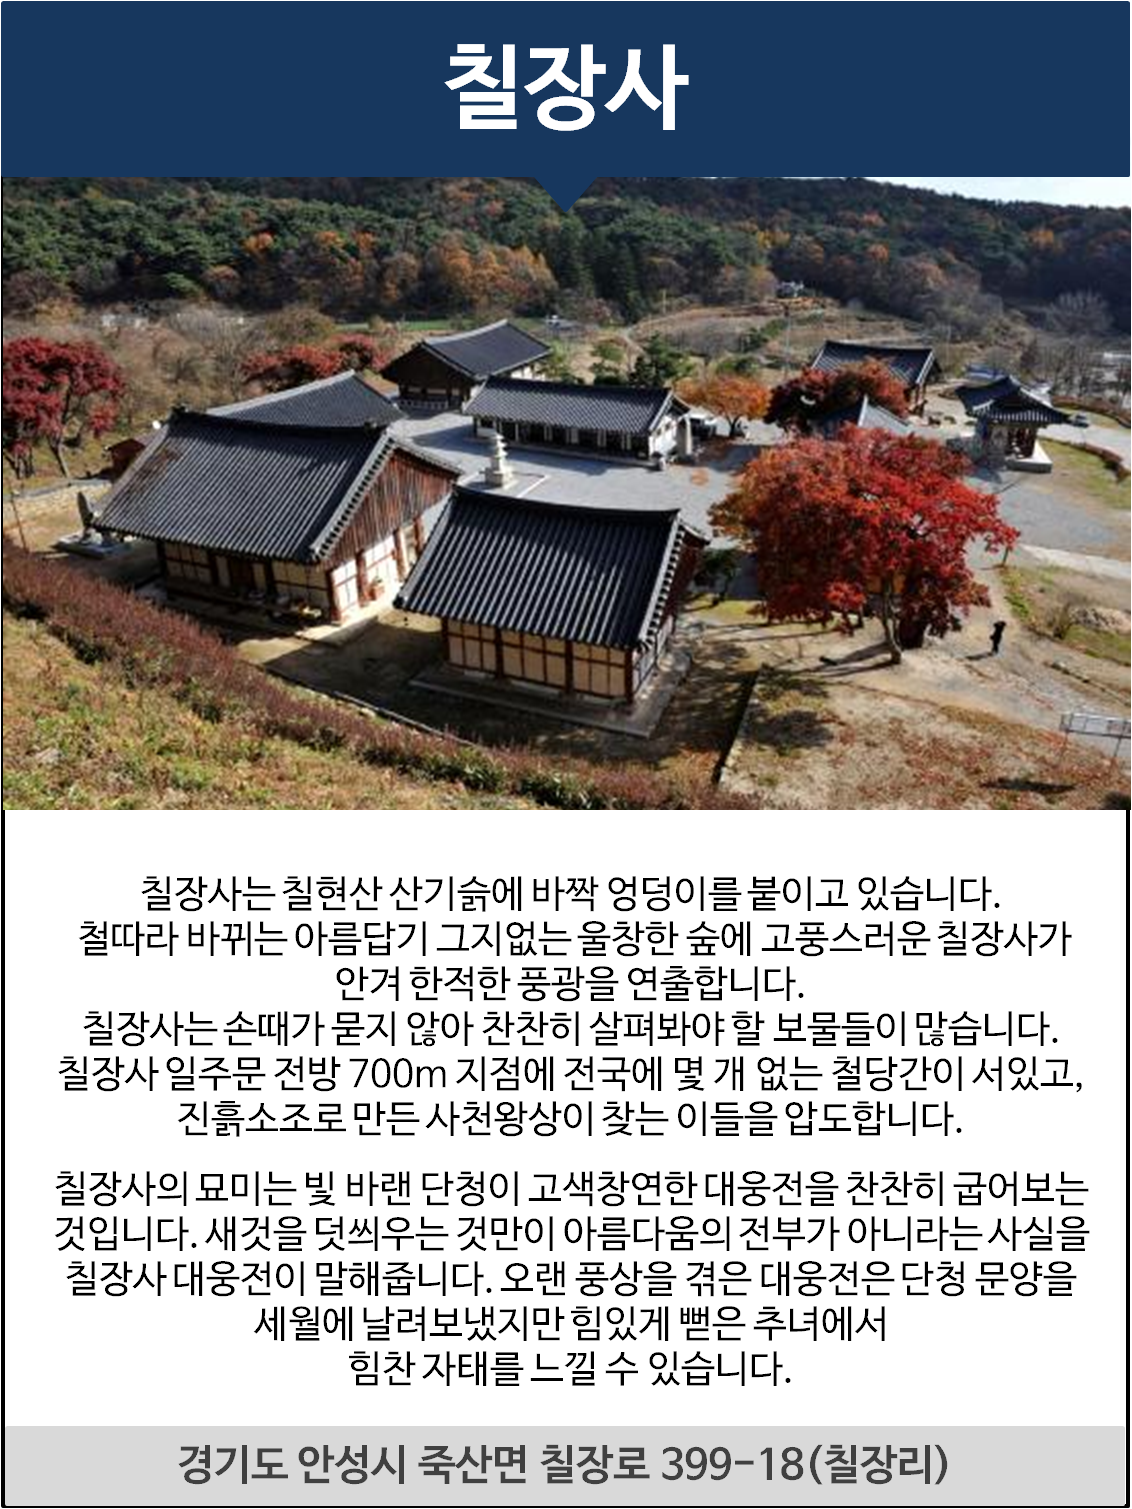 칠장사
칠장사는 칠현산 산기슭에 바짝 엉덩이를 붙이고 있습니다.
철따라 바뀌는 아름답기 그지없는 울창한 숲에 고풍스러운 칠장사가
안겨 한적한 풍광을 연출합니다.
칠장사는 손때가 묻지 않아 찬찬히 살펴봐야 할 보물들이 많습니다.
칠장사 일주문 전방 700m 지점에 전국에 몇 개 없는 철당간이 서있고,
진흙소조로 만든 사천왕상이 찾는 이들을 압도합니다.
칠장사의 묘미는 빛 바랜 단청이 고색창연한 대웅전을 찬찬히 굽어보는
것입니다. 새것을 덧씌우는 것만이 아름다움의 전부가 아니라는 사실을
칠장사 대웅전이 말해줍니다. 오랜 풍상을 겪은 대웅전은 단청 문양을
세월에 날려보냈지만 힘있게 뻗은 추녀에서
힘찬 자태를 느낄 수 있습니다.
경기도 안성시 죽산면 칠장로 399-18(칠장리)